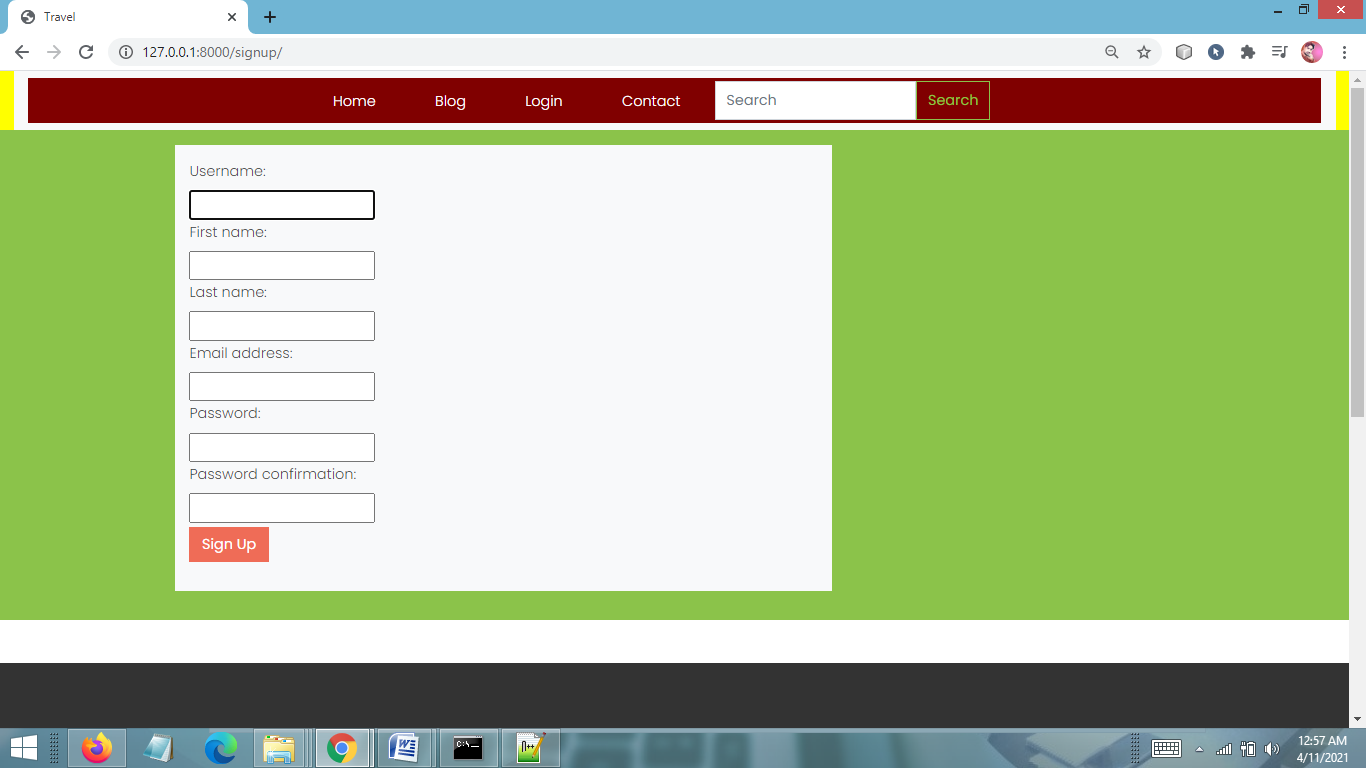 Travel
127.0.0.1:8000/signup/
Home Blog Login Contact Search Search
Username:
First name:
Last name:
Email address:
Password:
Password confirmation:
Sign Up
12:57 AM
4/11/2021